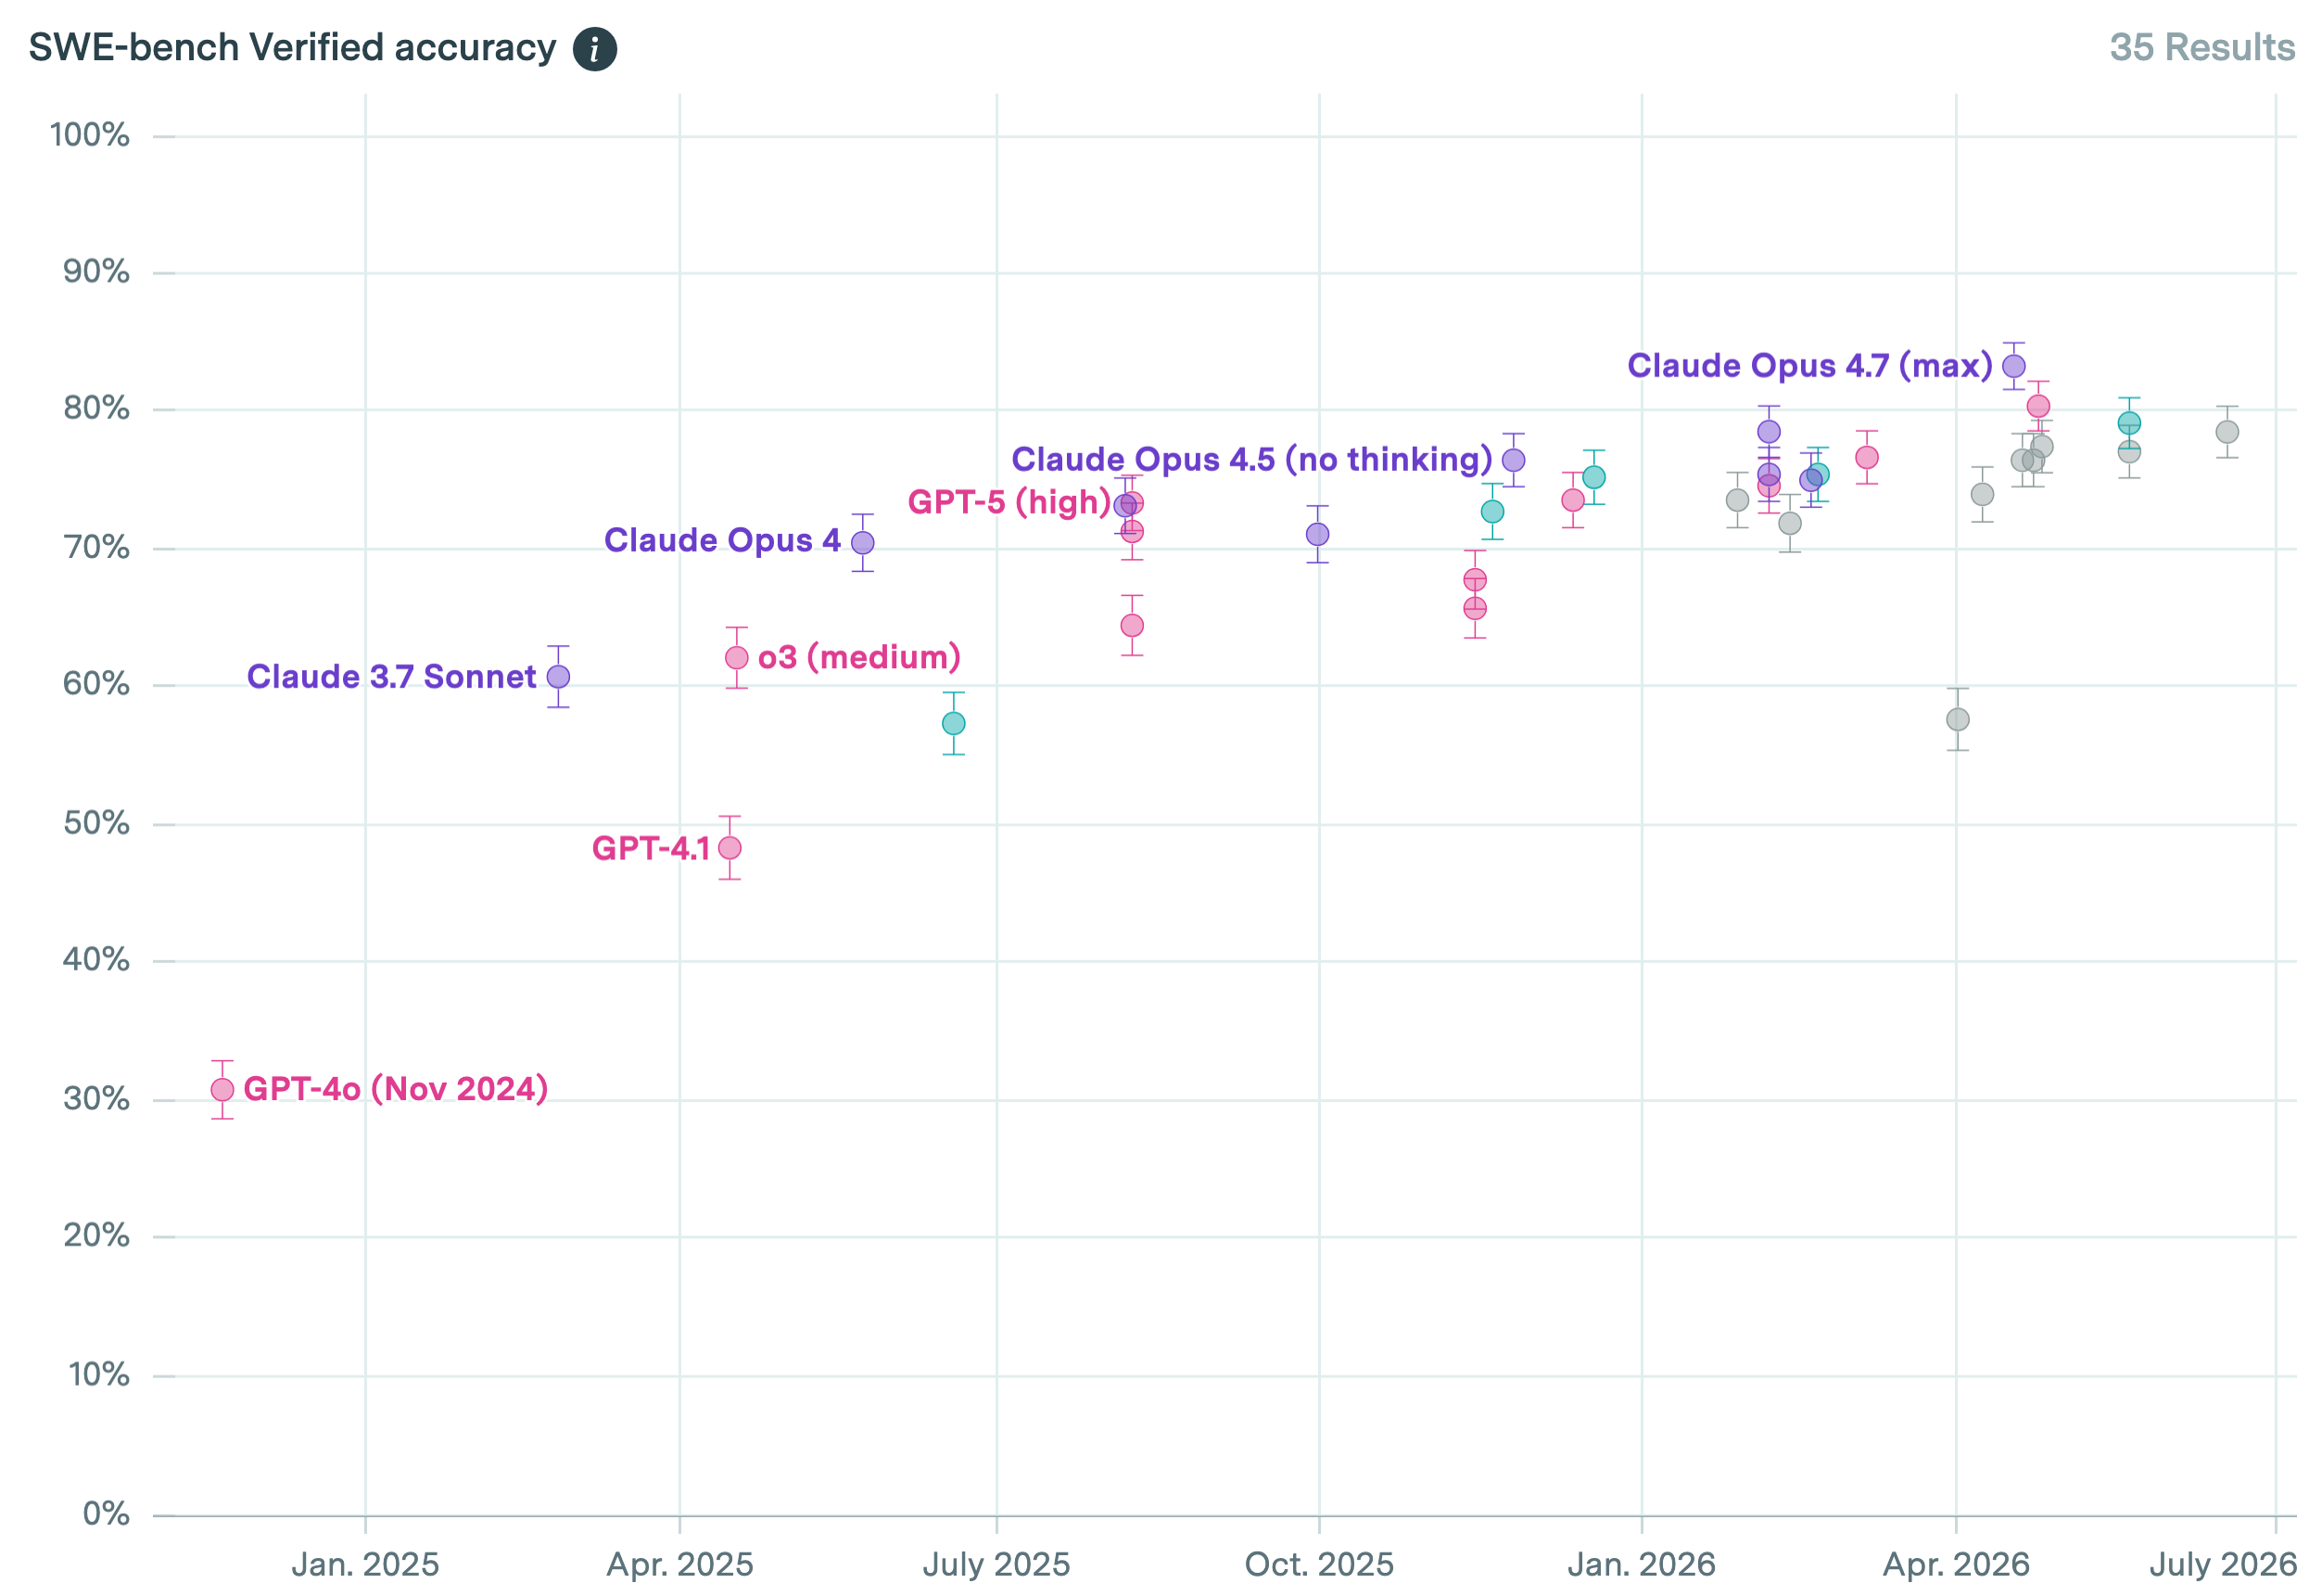 SWE-bench Verified accuracy i
35 Results
100%
90%
Claude Opus 4.7 (max)
80%
Claude Opus 4.5 (no thinking)
GPT-5 (high)
Claude Opus 4
70%
o3 (medium)
Claude 3.7 Sonnet
60%
50%
GPT-4.1
40%
GPT-4o (Nov 2024)
30%
20%
10%
0%
Jan. 2025 Apr. 2025 July 2025 Oct. 2025 Jan. 2026 Apr. 2026 July 2026